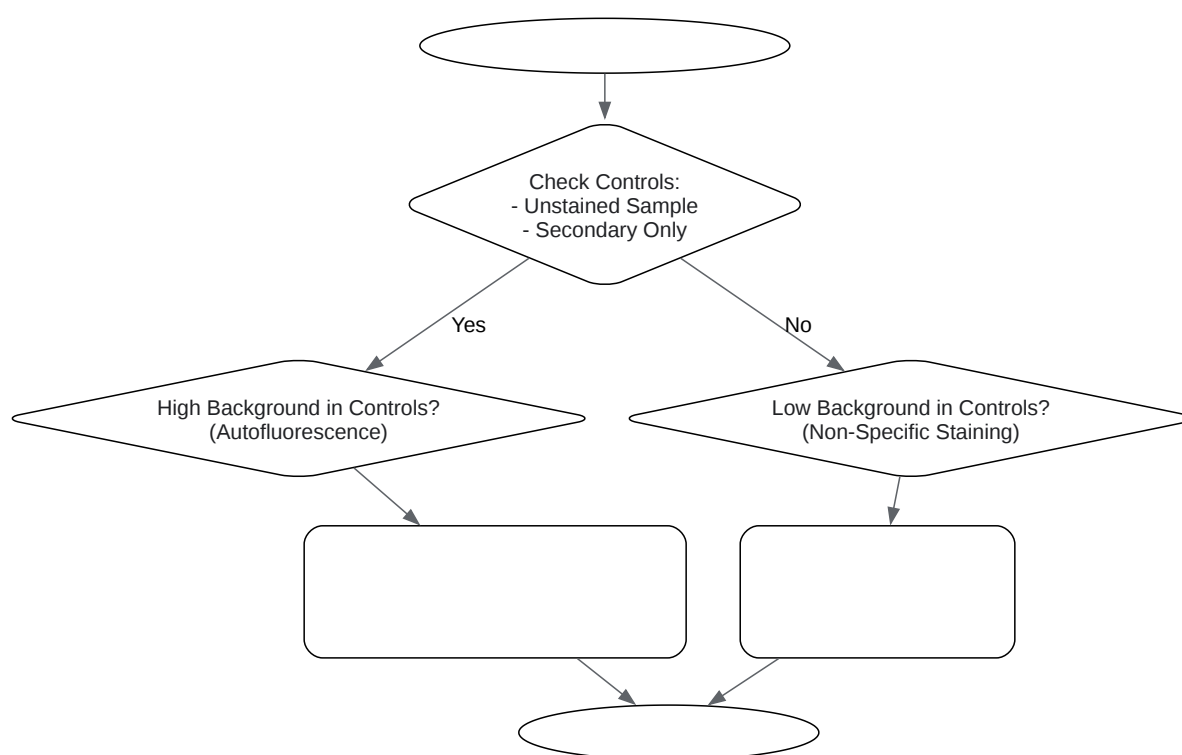 Check Controls:
- Unstained Sample
- Secondary Only
Yes
No
High Background in Controls?
(Autofluorescence)
Low Background in Controls?
(Non-Specific Staining)